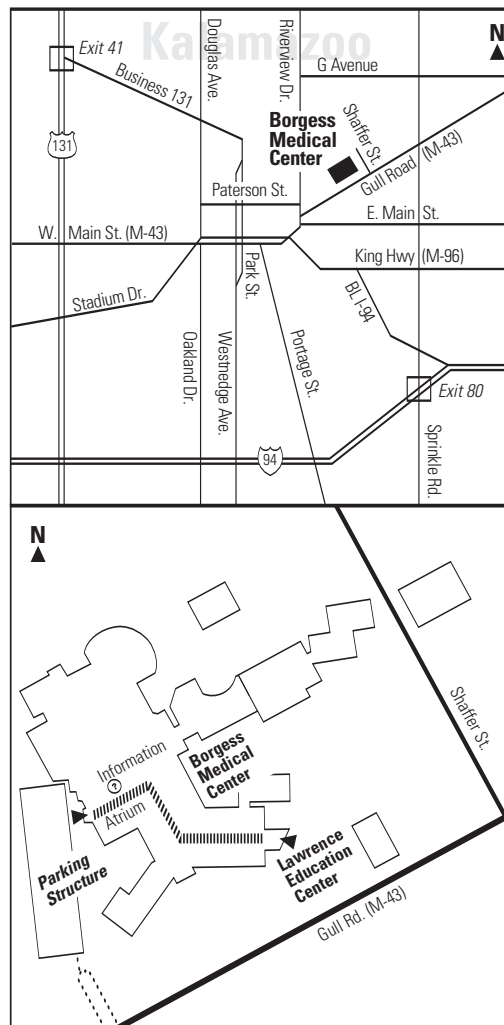 Kalamazoo
N
Exit 41
Douglas Ave.
Riverview Dr.
G Avenue
Business 131
131
Borgess
Medical
Center
Shaffer St.
Gull Road (M-43)
Paterson St.
E. Main St.
W. Main St. (M-43)
King Hwy (M-96)
Park St.
BL I-94
Stadium Dr.
Oakland Dr.
Westnedge Ave.
Portage St.
Exit 80
Sprinkle Rd.
94
N
Shaffer St.
Information
?
Atrium
Borgess
Medical
Center
Parking
Structure
Lawrence
Education
Center
Gull Rd. (M-43)